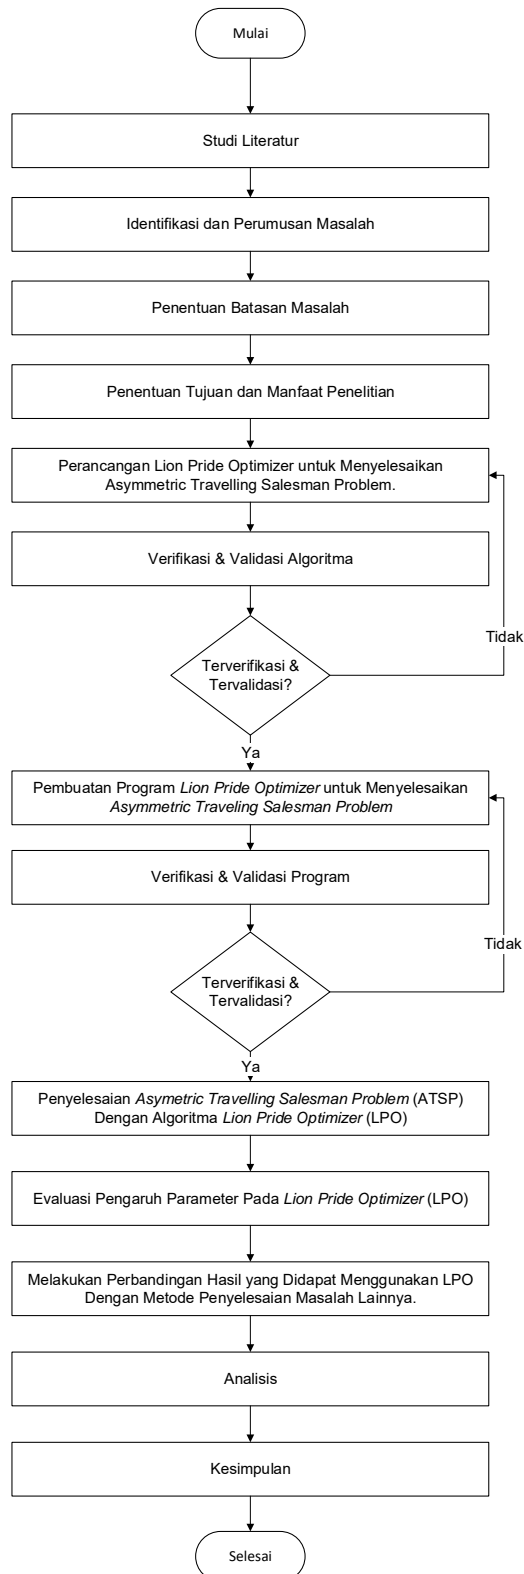 Mulai
Studi Literatur
Identifikasi dan Perumusan Masalah
Penentuan Batasan Masalah
Penentuan Tujuan dan Manfaat Penelitian
Perancangan Lion Pride Optimizer untuk Menyelesaikan
Asymmetric Travelling Salesman Problem.
Verifikasi & Validasi Algoritma
Terverifikasi &
Tervalidasi?
Tidak
Ya
Pembuatan Program Lion Pride Optimizer untuk Menyelesaikan
Asymmetric Traveling Salesman Problem
Verifikasi & Validasi Program
Terverifikasi &
Tervalidasi?
Tidak
Ya
Penyelesaian Asymetric Travelling Salesman Problem (ATSP)
Dengan Algoritma Lion Pride Optimizer (LPO)
Evaluasi Pengaruh Parameter Pada Lion Pride Optimizer (LPO)
Melakukan Perbandingan Hasil yang Didapat Menggunakan LPO
Dengan Metode Penyelesaian Masalah Lainnya.
Analisis
Kesimpulan
Selesai